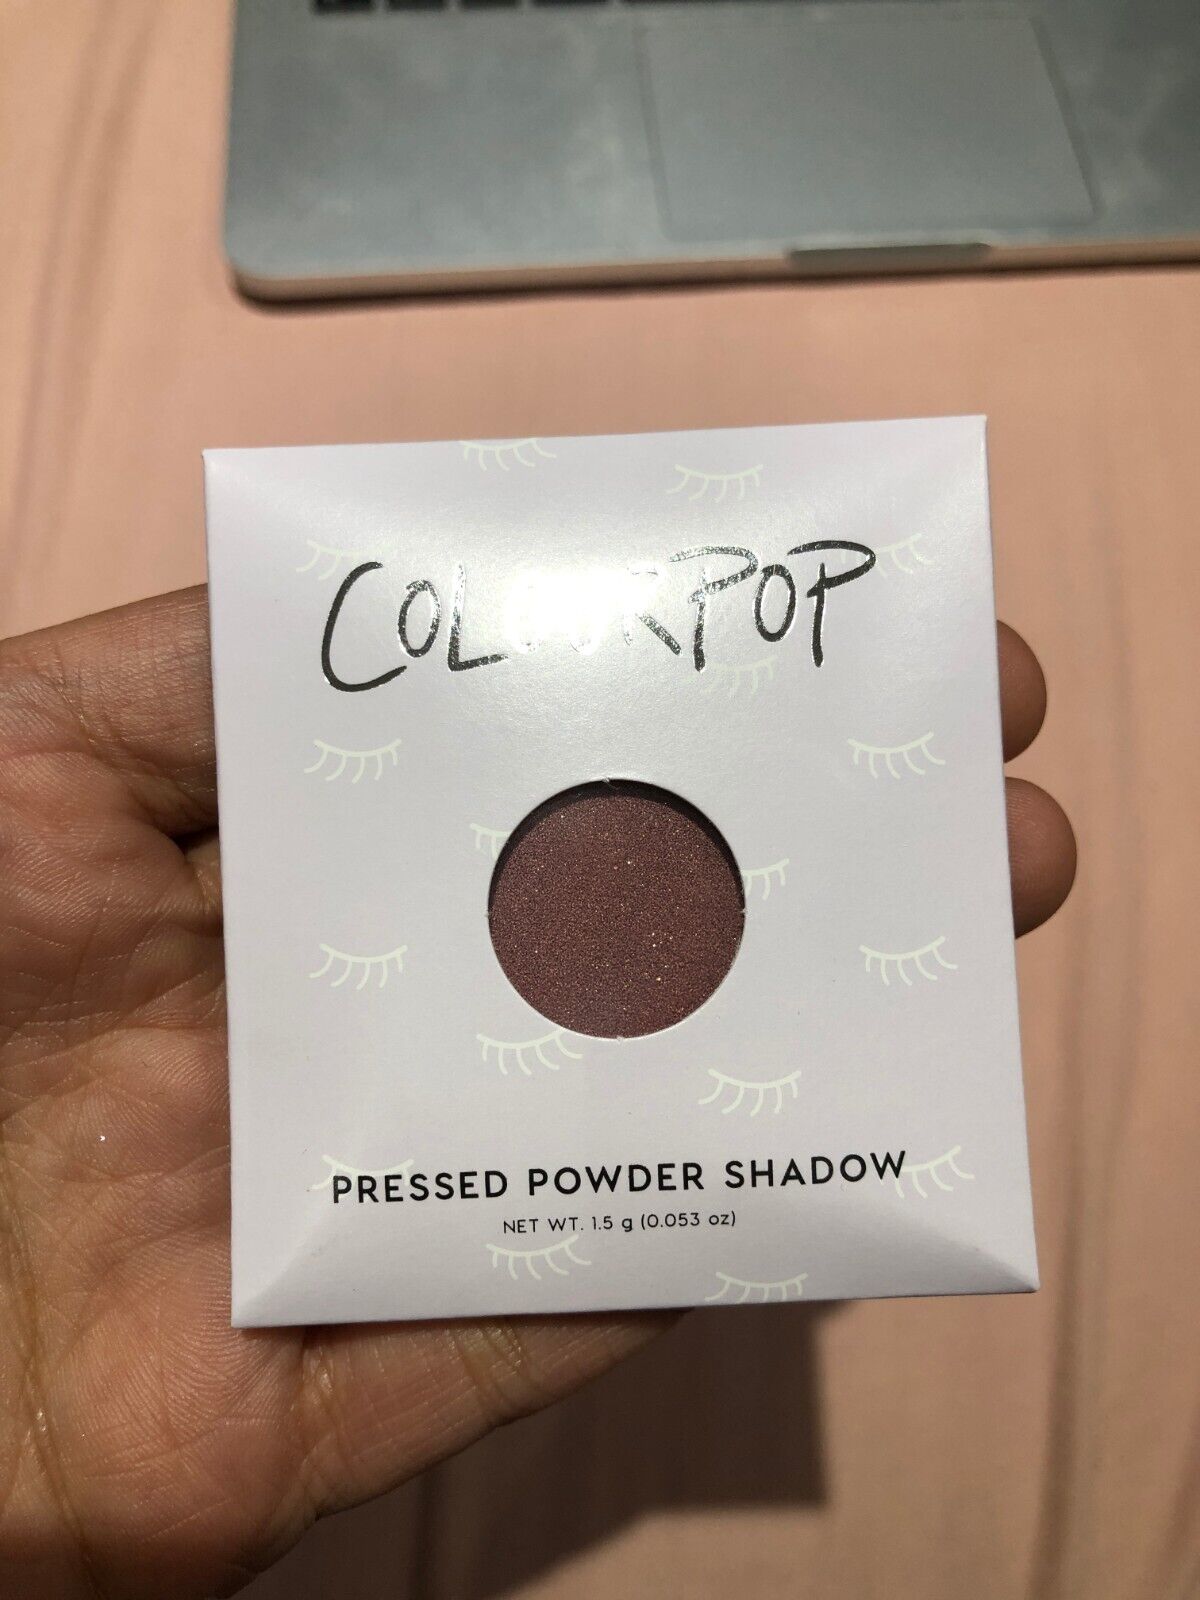 COLOURPOP
PRESSED POWDER SHADOW
NET WT. 1.5 g (0.053 oz)